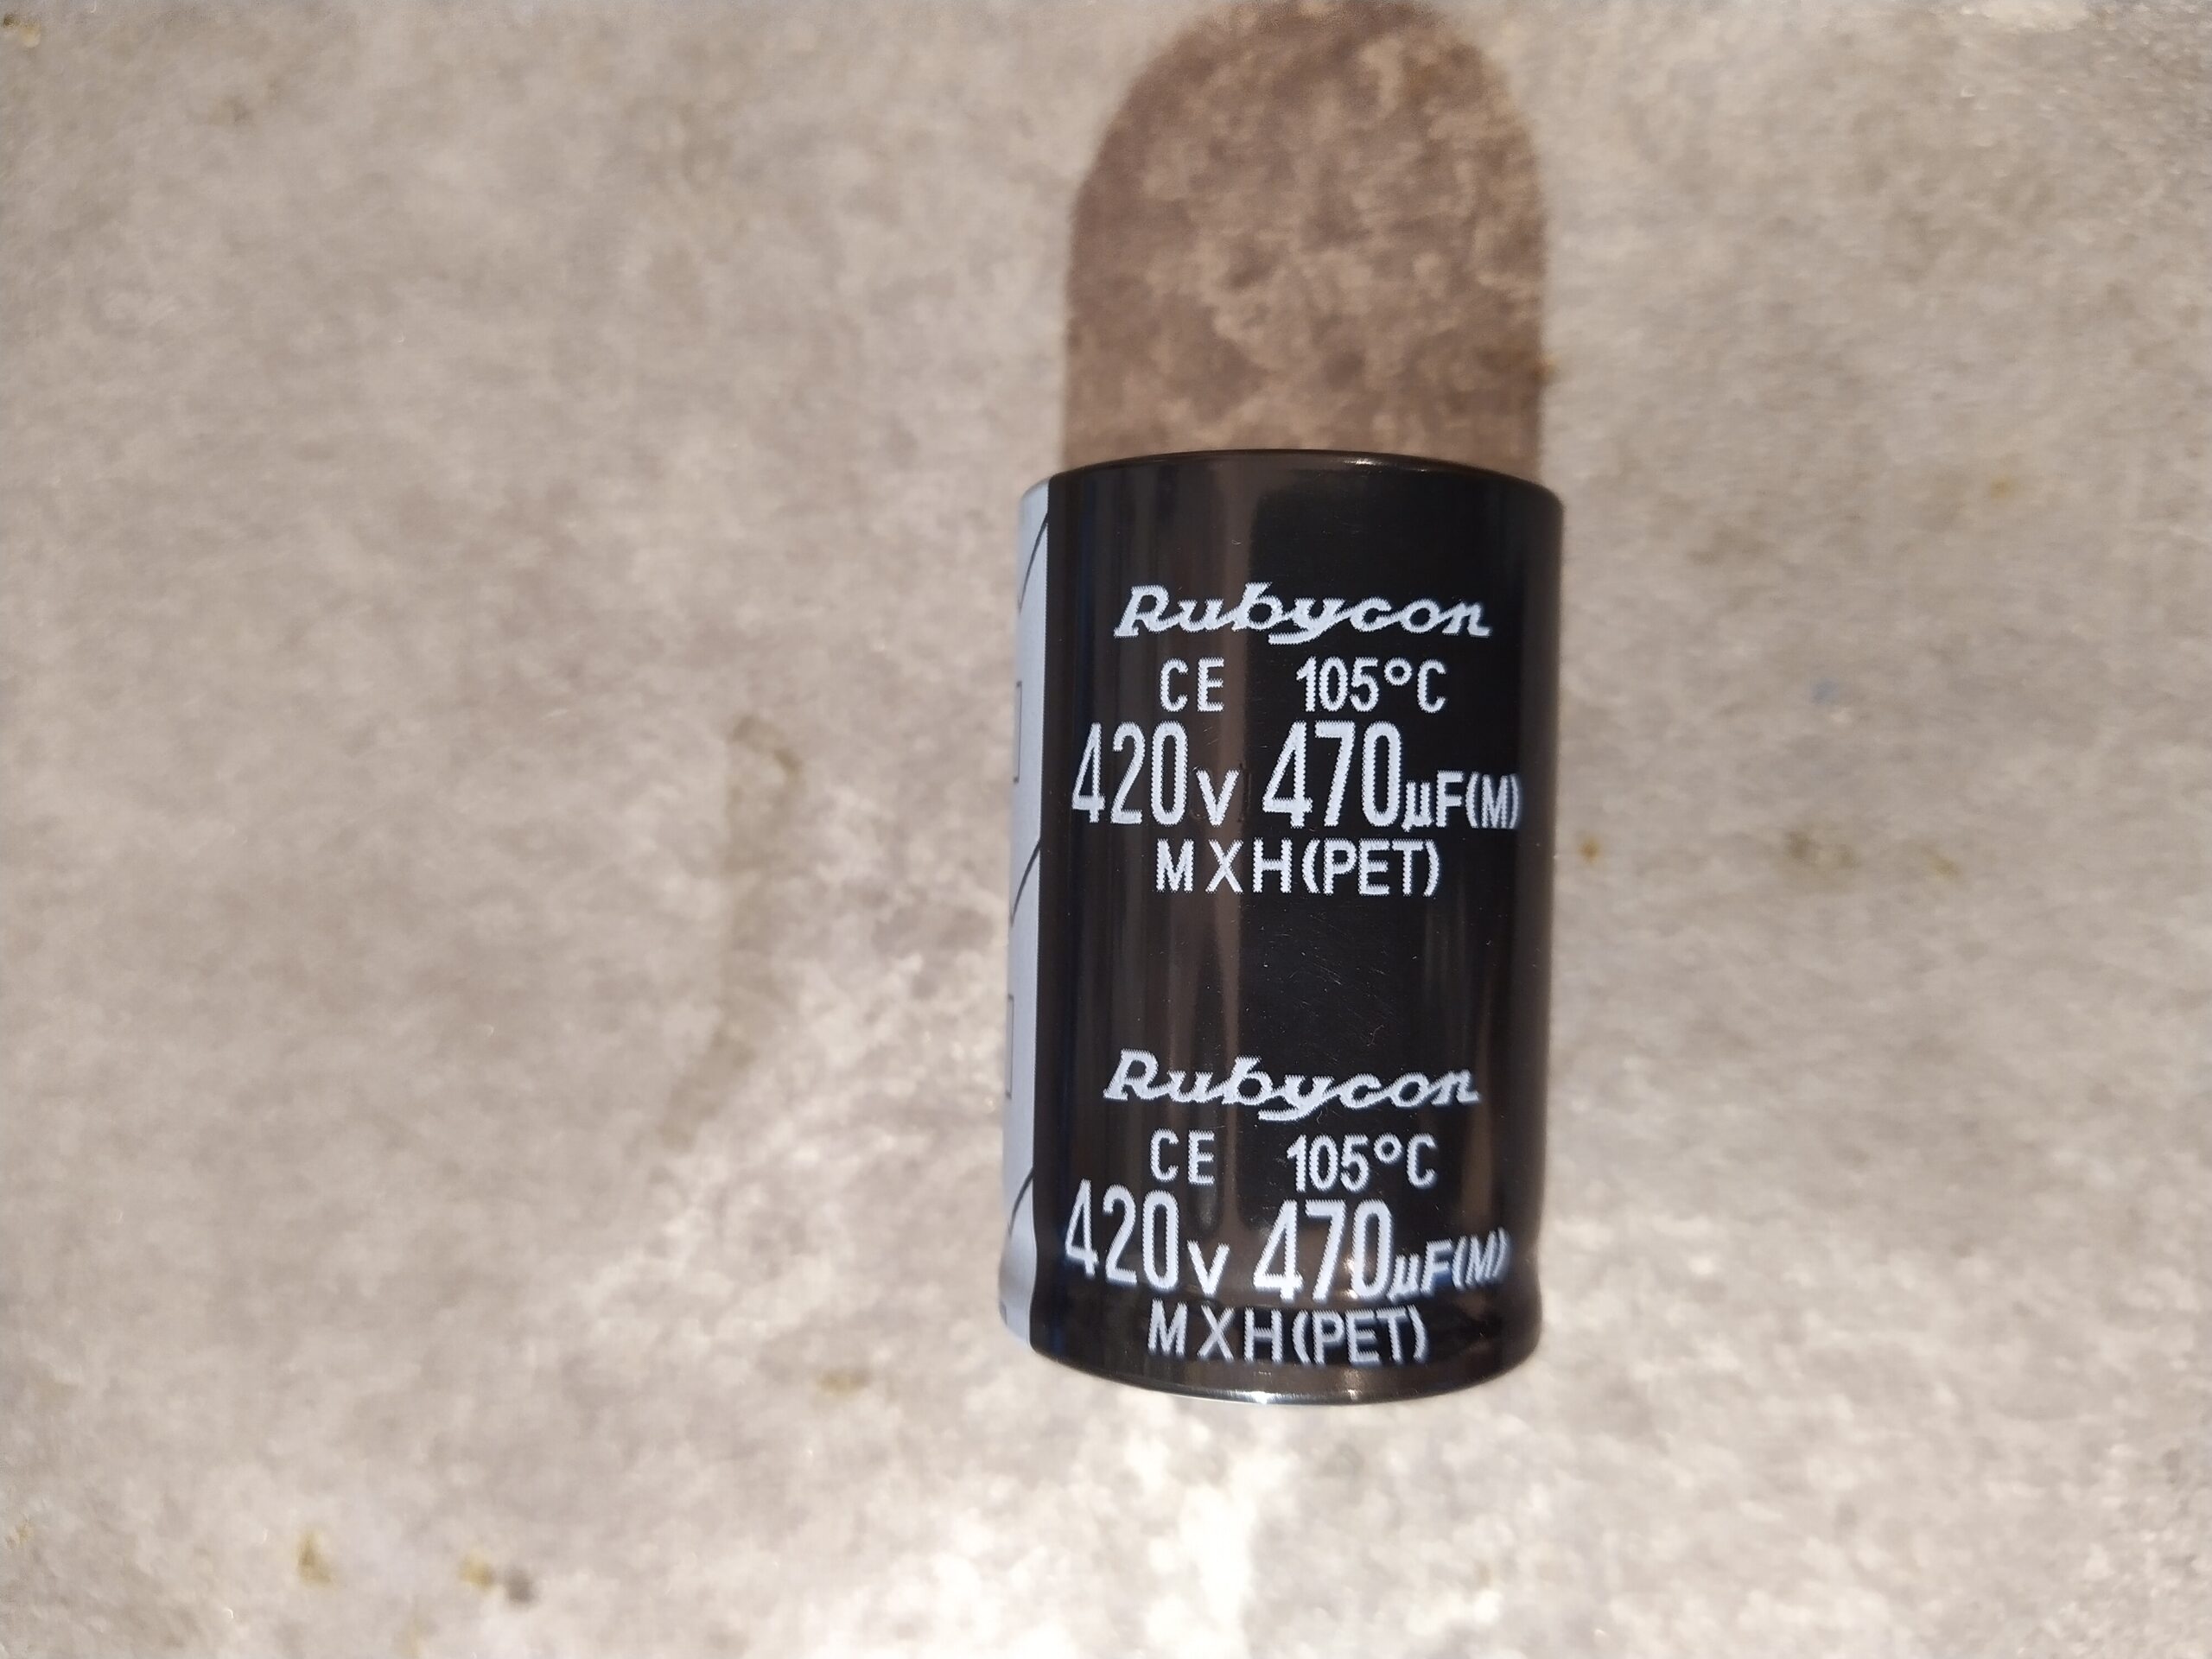 Rubycon
CE 105°C
420V 470µF(M)
MXH(PET)
Rubycon
CE 105°C
420V 470µF(M)
MXH(PET)